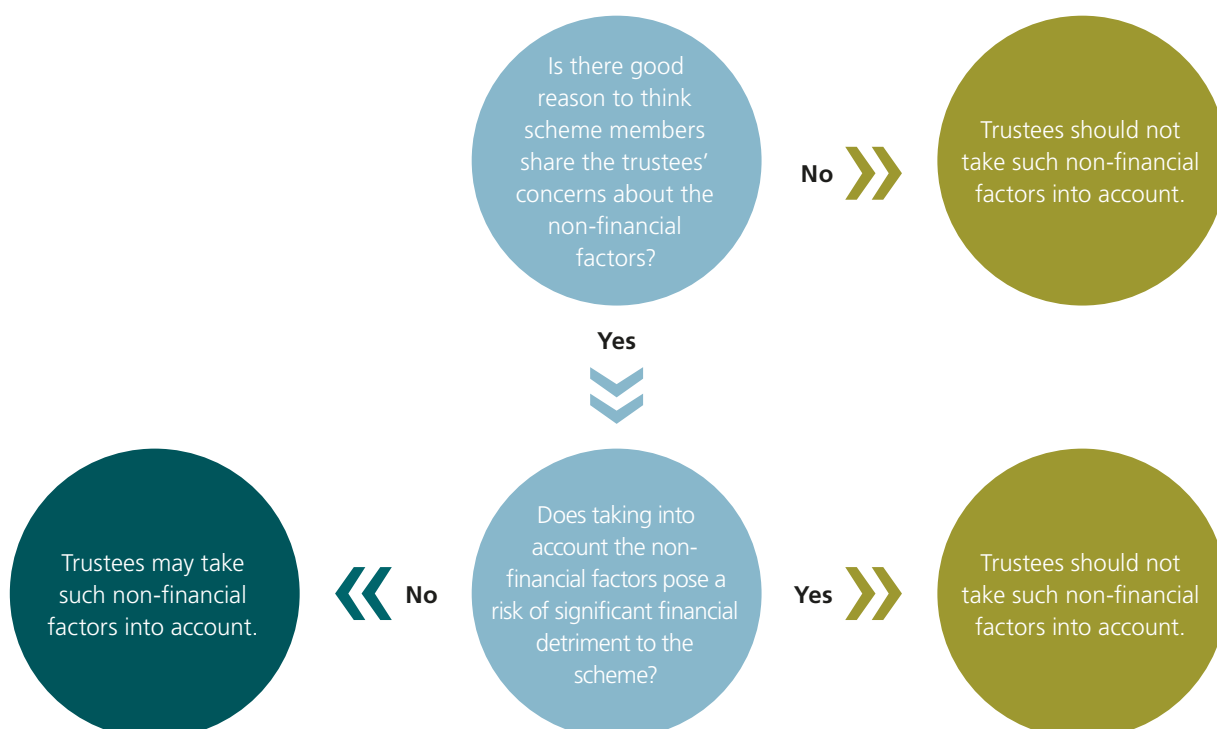 Is there good
reason to think
scheme members
share the trustees’
concerns about the
non-financial
factors?
No
Trustees should not
take such non-financial
factors into account.
Yes
Trustees may take
such non-financial
factors into account.
No
Does taking into
account the non-
financial factors pose a
risk of significant financial
detriment to the
scheme?
Yes
Trustees should not
take such non-financial
factors into account.